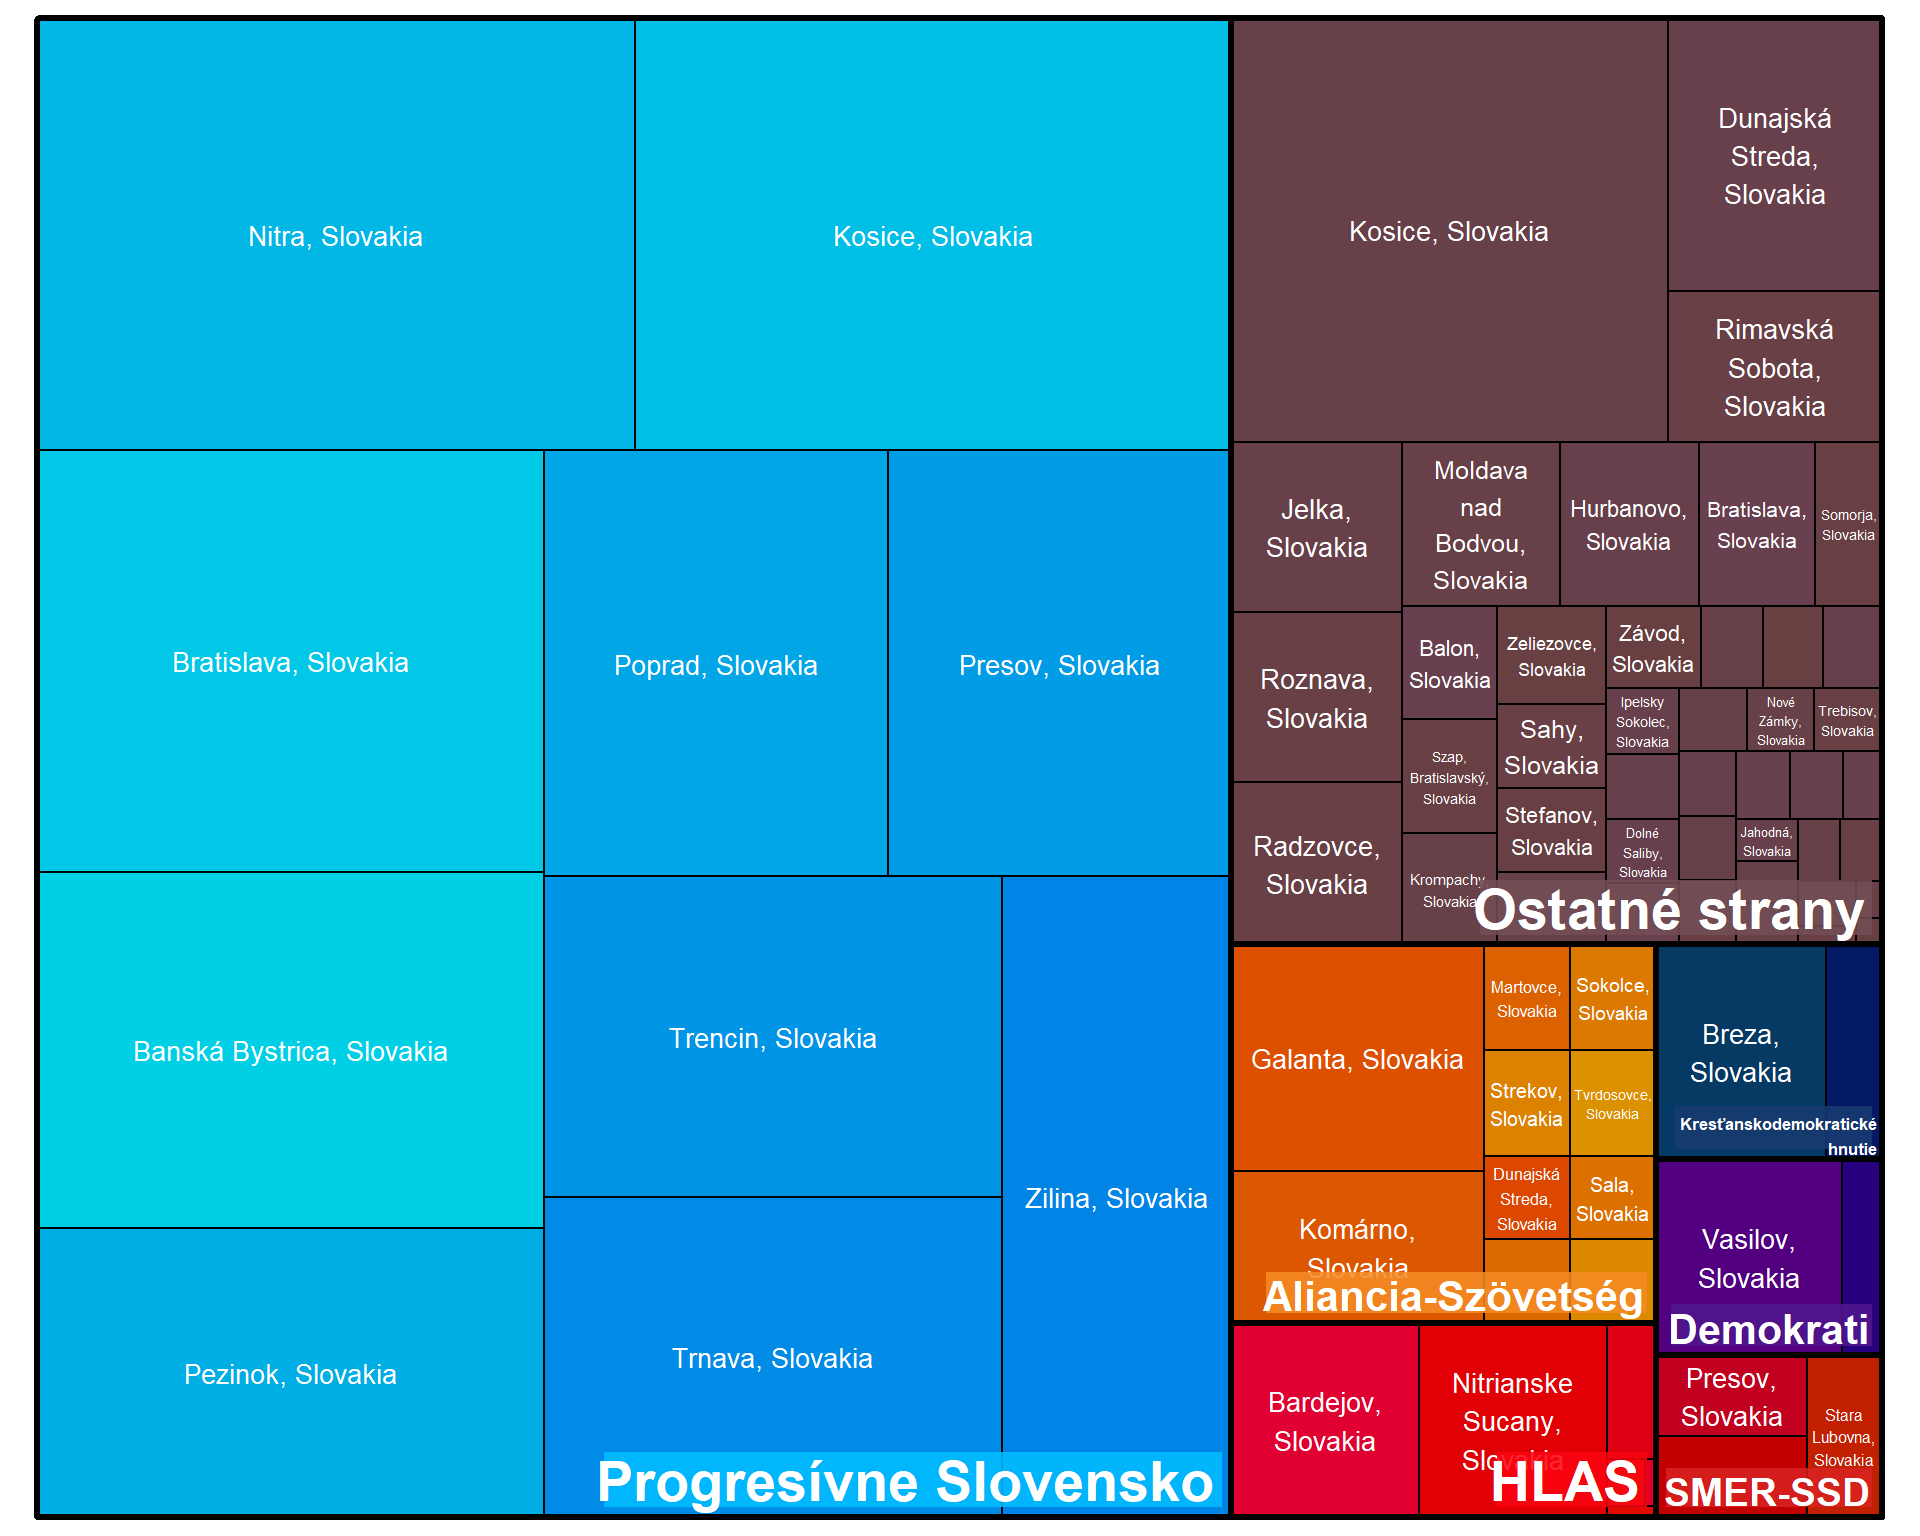 Nitra, Slovakia
Kosice, Slovakia
Bratislava, Slovakia
Poprad, Slovakia
Presov, Slovakia
Banská Bystrica, Slovakia
Trencin, Slovakia
Zilina, Slovakia
Pezinok, Slovakia
Trnava, Slovakia
Progresívne Slovensko
Kosice, Slovakia
Dunajská
Streda,
Slovakia
Rimavská
Sobota,
Slovakia
Jelka,
Slovakia
Moldava
nad
Bodvou,
Slovakia
Hurbanovo,
Slovakia
Bratislava,
Slovakia
Somorja,
Slovakia
Roznava,
Slovakia
Radzovce,
Slovakia
Balon,
Slovakia
Szap,
Bratislavský,
Slovakia
Krompachy,
Slovakia
Zeliezovce,
Slovakia
Sahy,
Slovakia
Stefanov,
Slovakia
Závod,
Slovakia
Ipelsky
Sokolec,
Slovakia
Nové
Zámky,
Slovakia
Trebisov,
Slovakia
Dolné
Saliby,
Slovakia
Jahodná,
Slovakia
Ostatné strany
Galanta, Slovakia
Komárno,
Slovakia
Martovce,
Slovakia
Sokolce,
Slovakia
Strekov,
Slovakia
Tvrdosovce,
Slovakia
Dunajská
Streda,
Slovakia
Sala,
Slovakia
Aliancia-Szövetség
Breza,
Slovakia
Kresťanskodemokratické
hnutie
Vasilov,
Slovakia
Demokrati
Bardejov,
Slovakia
Nitrianske
Sucany,
Slovakia
HLAS
Presov,
Slovakia
Stara
Lubovna,
Slovakia
SMER-SSD